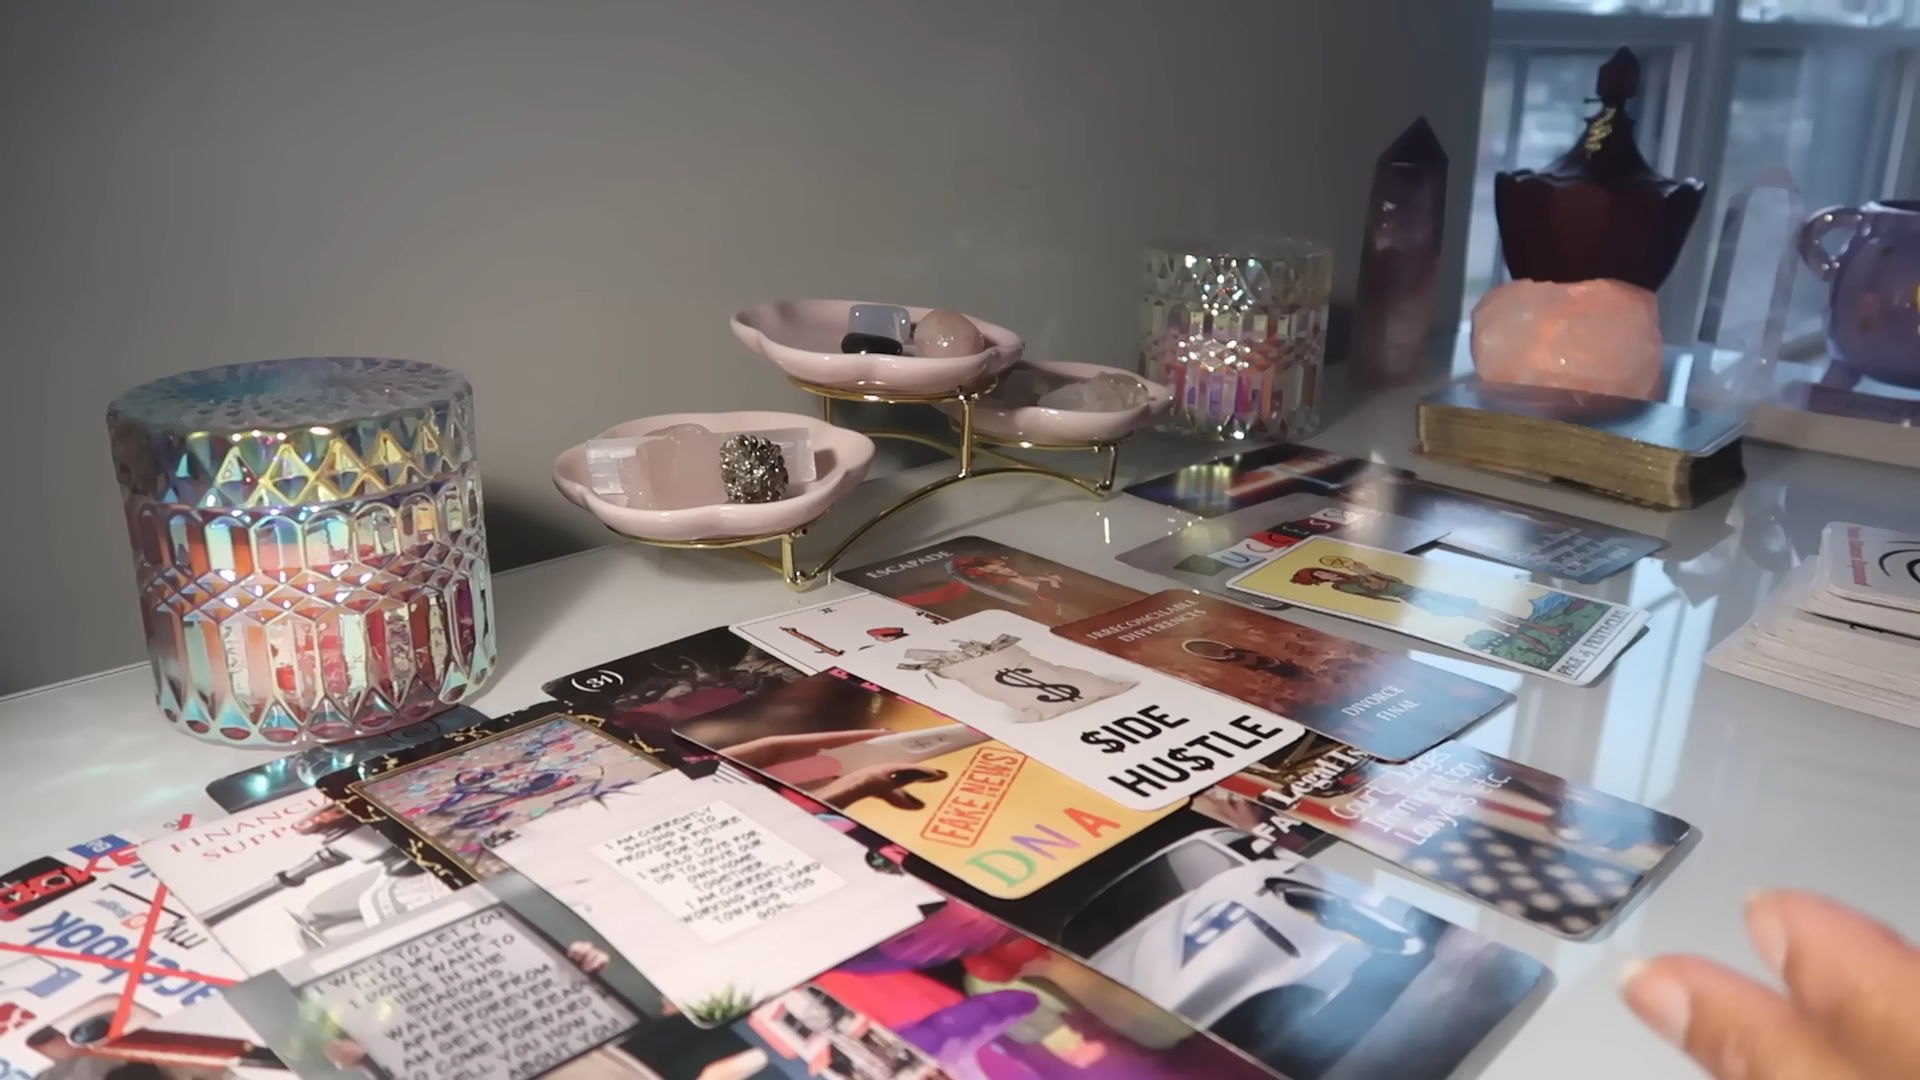 ESCAPADE
SUCCESS
PAGE of PENTACLES
IRRECONCILABLE
DIFFERENCES
DIVORCE
FINAL
$
$IDE
HU$TLE
(31)
FAKE NEWS
DNA
Court, Judges
Immigration,
Lawyers etc.
FINANCIAL
SUPPORT
I AM CURRENTLY
SAVING UP TO
PROVIDE A FUTURE
FOR US
I WOULD LOVE FOR
US TO HAVE OUR
OWN HOME
TOGETHER
I AM CURRENTLY
WORKING VERY HARD
TOWARDS THIS
GOAL
I WANT TO LET YOU
INTO MY LIFE
I DON'T WANT TO
HIDE IN THE
SHADOWS
WATCHING FROM
AFAR FOREVER
AM GETTING READY
TO COME FORWARD
TELL YOU HOW I
ABOUT YOU